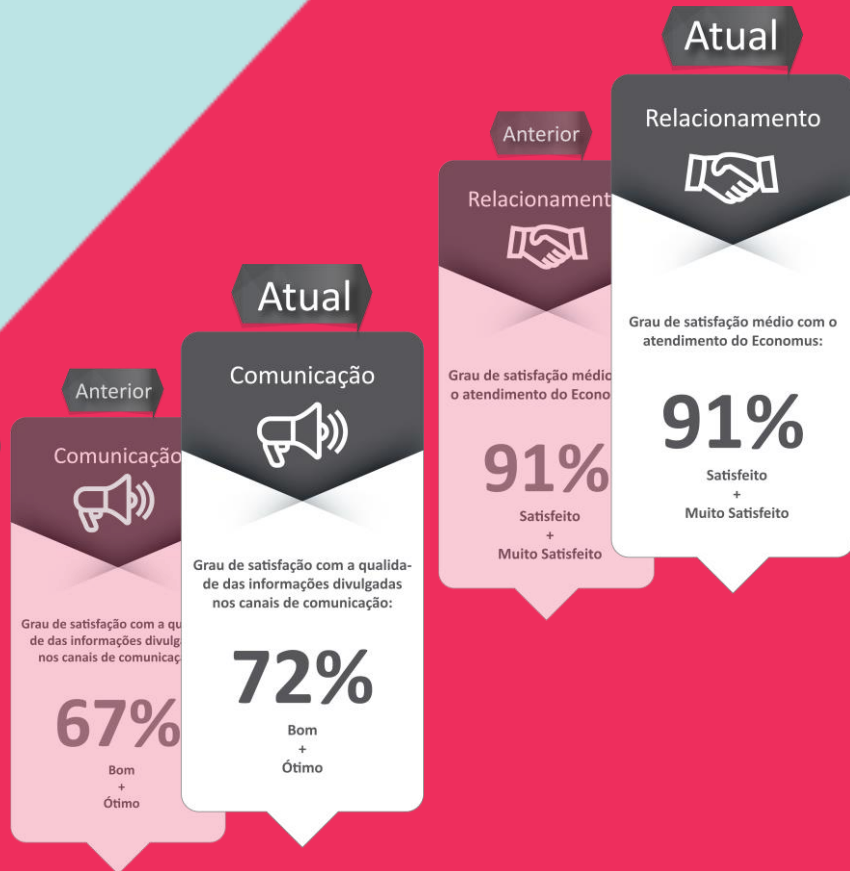 Anterior
Comunicação
Grau de satisfação com a qu
de das informações divulg
nos canais de comunicaç
67%
Bom
+
Ótimo
Atual
Comunicação
Grau de satisfação com a qualida-
de das informações divulgadas
nos canais de comunicação:
72%
Bom
+
Ótimo
Anterior
Relacionament
Grau de satisfação médio
o atendimento do Econo
91%
Satisfeito
+
Muito Satisfeito
Atual
Relacionamento
Grau de satisfação médio com o
atendimento do Economus:
91%
Satisfeito
+
Muito Satisfeito